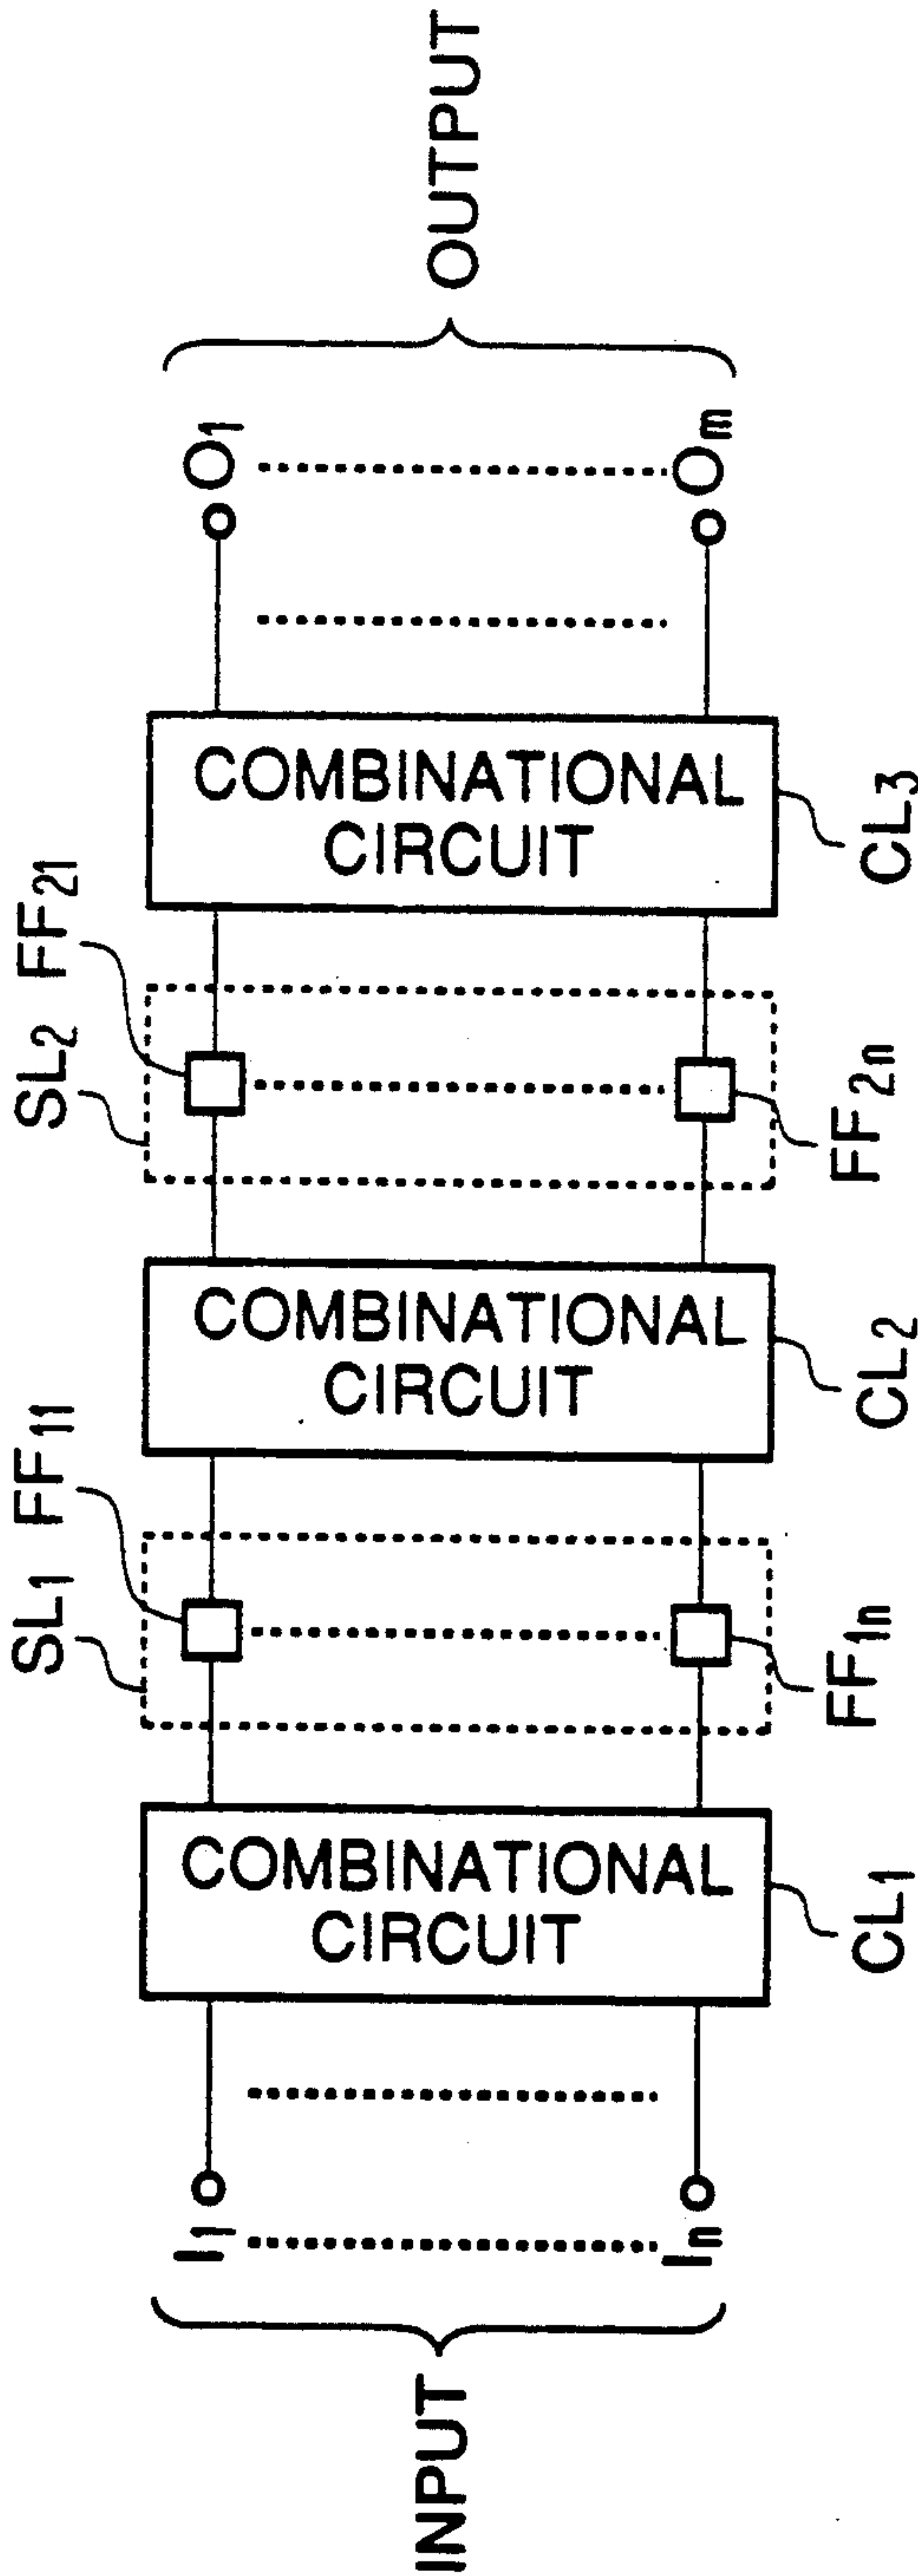 SL1 FF11
SL2 FF21
INPUT
I1
In
COMBINATIONAL
CIRCUIT
COMBINATIONAL
CIRCUIT
COMBINATIONAL
CIRCUIT
O1
Om
OUTPUT
CL1
FF1n
CL2
FF2n
CL3